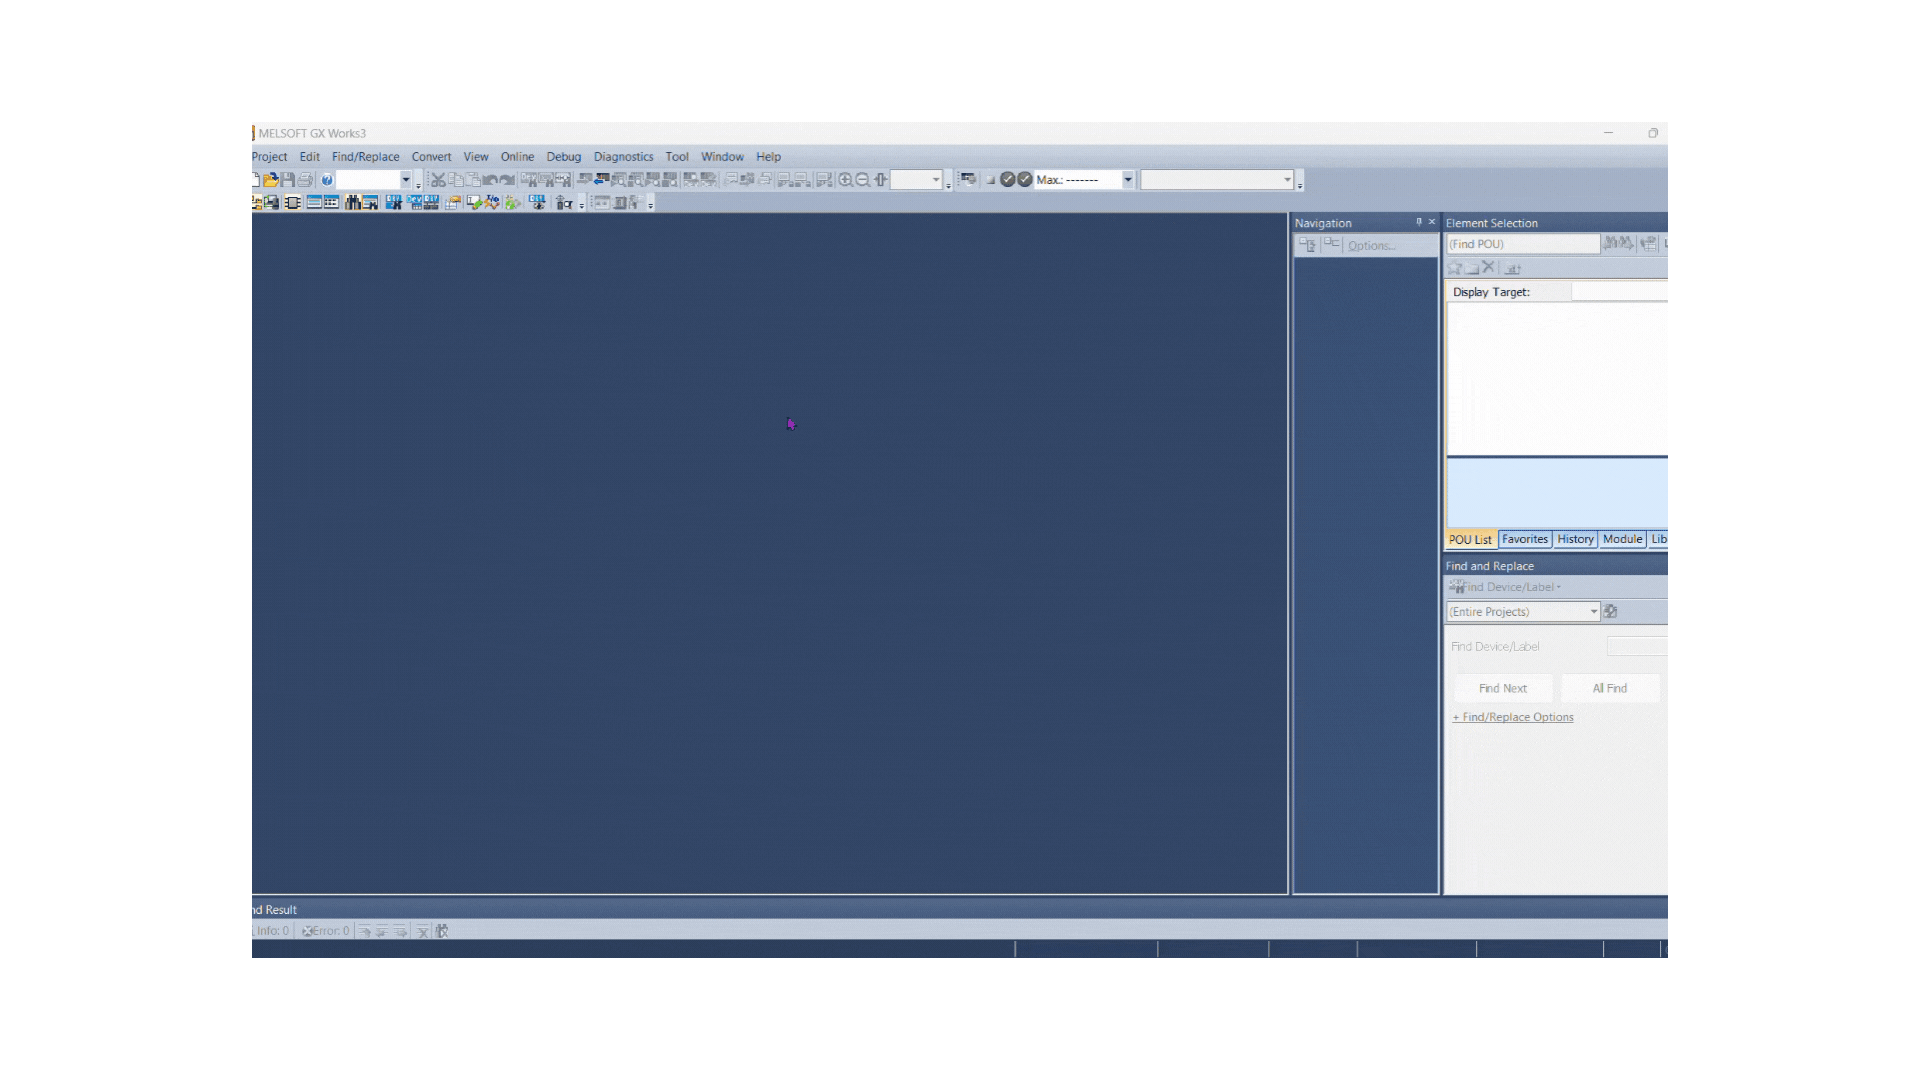 MELSOFT GX Works3
Project Edit Find/Replace Convert View Online Debug Diagnostics Tool Window Help
Max.: -------
Navigation
Options...
Element Selection
(Find POU)
Display Target:
POU List Favorites History Module Lib
Find and Replace
Find Device/Label
(Entire Projects)
Find Device/Label
Find Next All Find
+ Find/Replace Options
nd Result
Info: 0 Error: 0